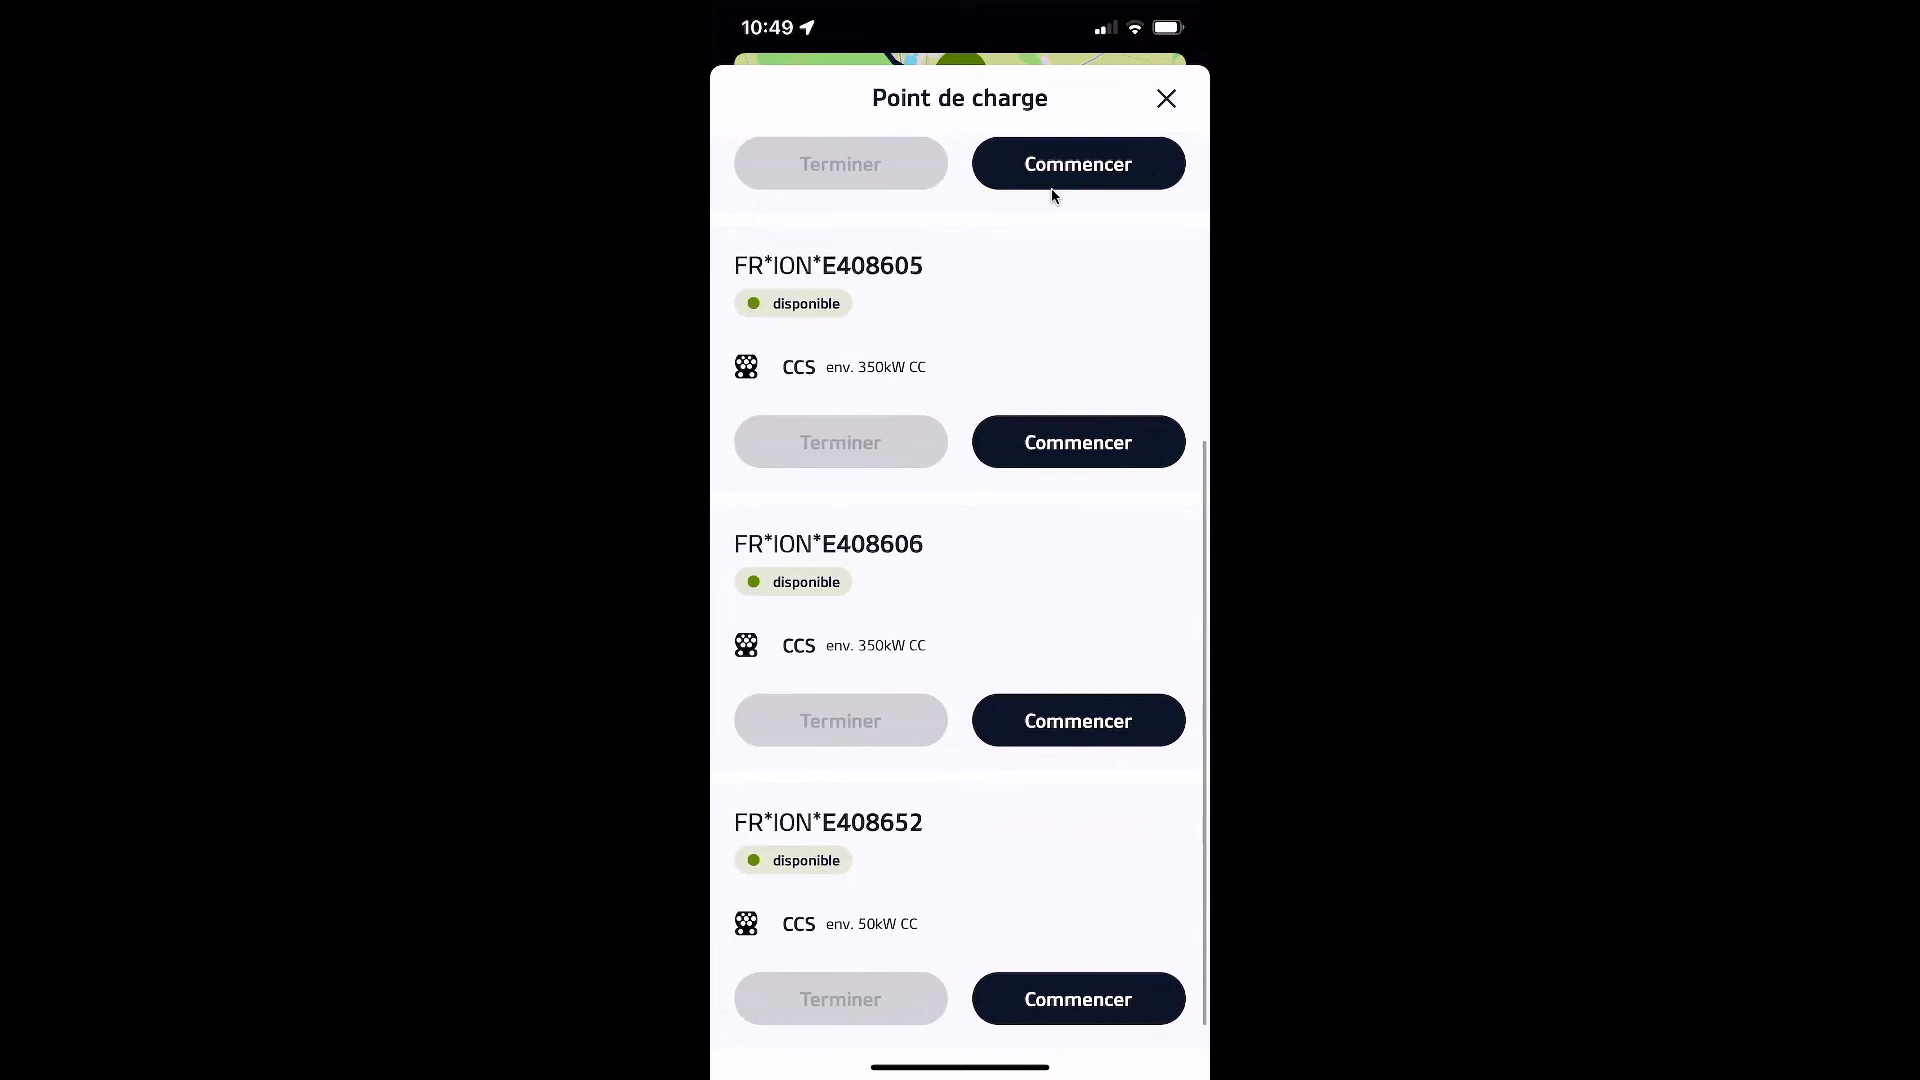 10:49
Point de charge
Terminer
Commencer
FR*ION*E408605
disponible
CCS env. 350kW CC
Terminer
Commencer
FR*ION*E408606
disponible
CCS env. 350kW CC
Terminer
Commencer
FR*ION*E408652
disponible
CCS env. 50kW CC
Terminer
Commencer